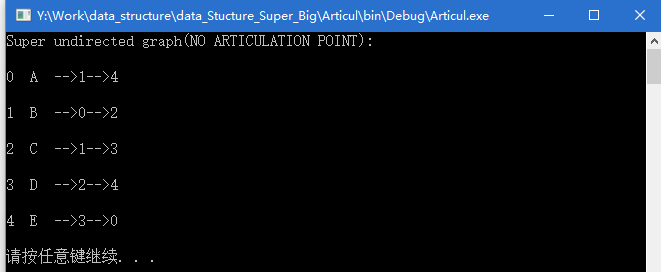 Y:\Work\data_structure\data_Stucture_Super_Big\Articul\bin\Debug\Articul.exe
Super undirected graph(NO ARTICULATION POINT):
0 A -->1-->4
1 B -->0-->2
2 C -->1-->3
3 D -->2-->4
4 E -->3-->0
请按任意键继续. . .